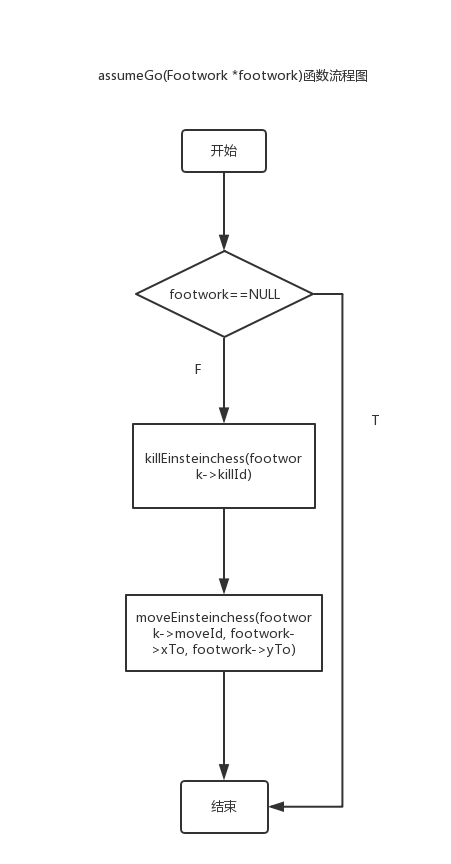 assumeGo(Footwork *footwork)函数流程图
开始
footwork==NULL
F
T
killEinsteinchess(footwor
k->killId)
moveEinsteinchess(footwor
k->moveId, footwork-
>xTo, footwork->yTo)
结束